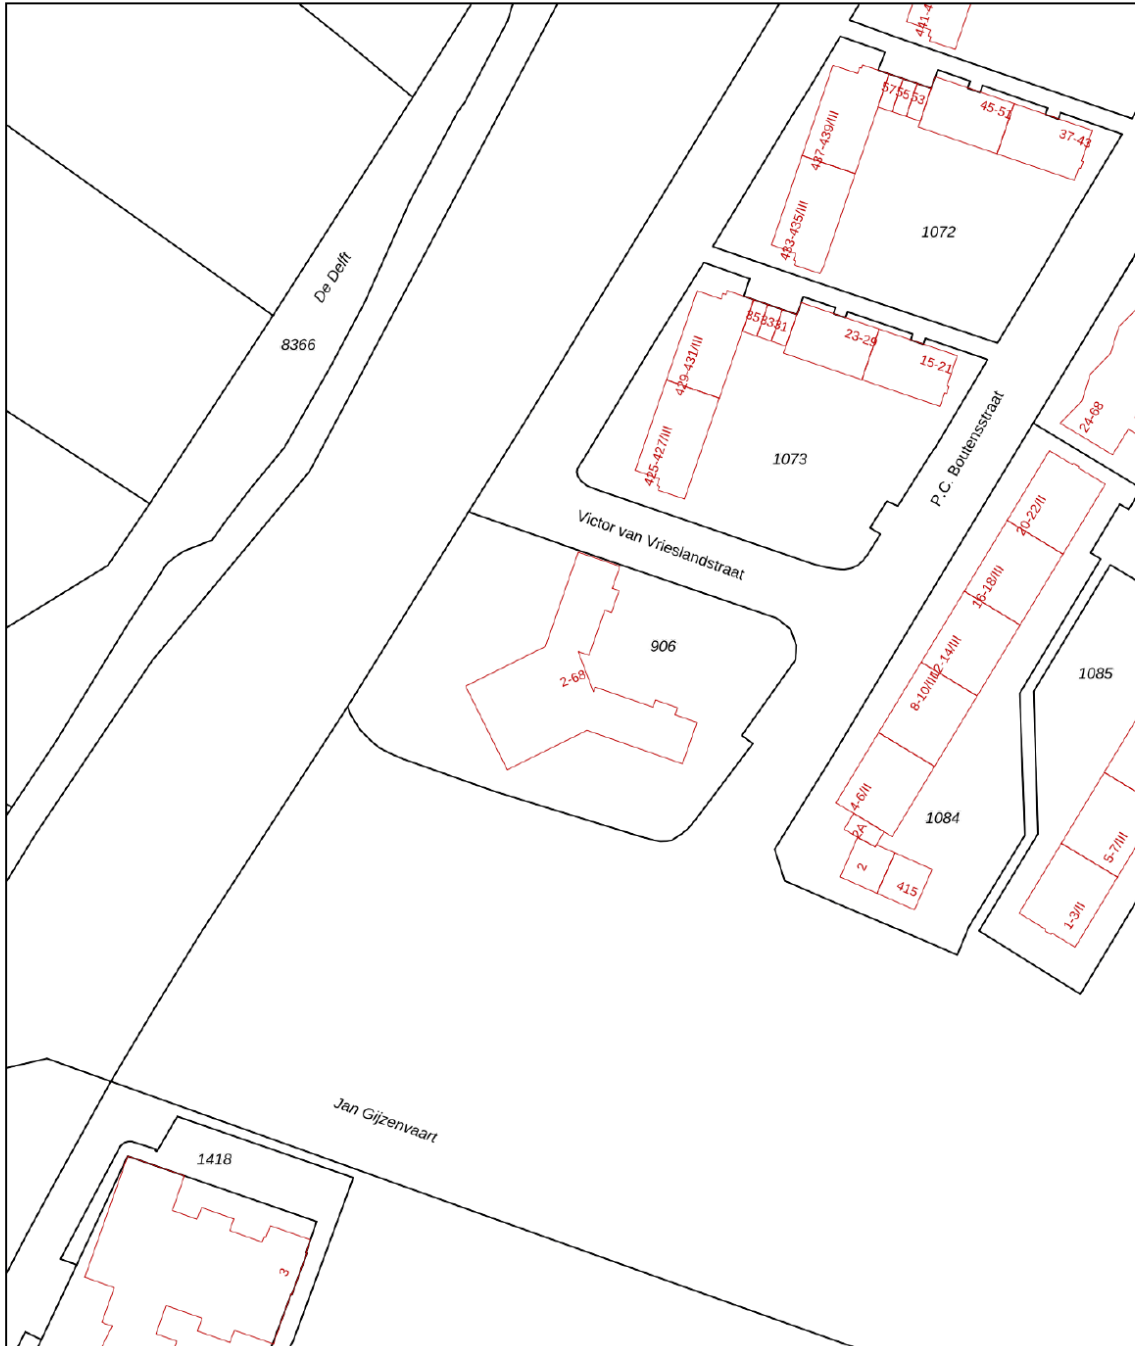 441-4
57
55
53
45-51
37-43
437-439/III
433-435/III
1072
De Delft
8366
35
33
31
23-29
15-21
429-431/III
425-427/III
1073
P.C. Boutensstraat
24-68
Victor van Vrieslandstraat
20-22/II
16-18/III
12-14/III
8-10/III
906
2-68
1085
4-6/II
2A
1084
2
415
5-7/III
1-3/II
Jan Gijzenvaart
1418
3